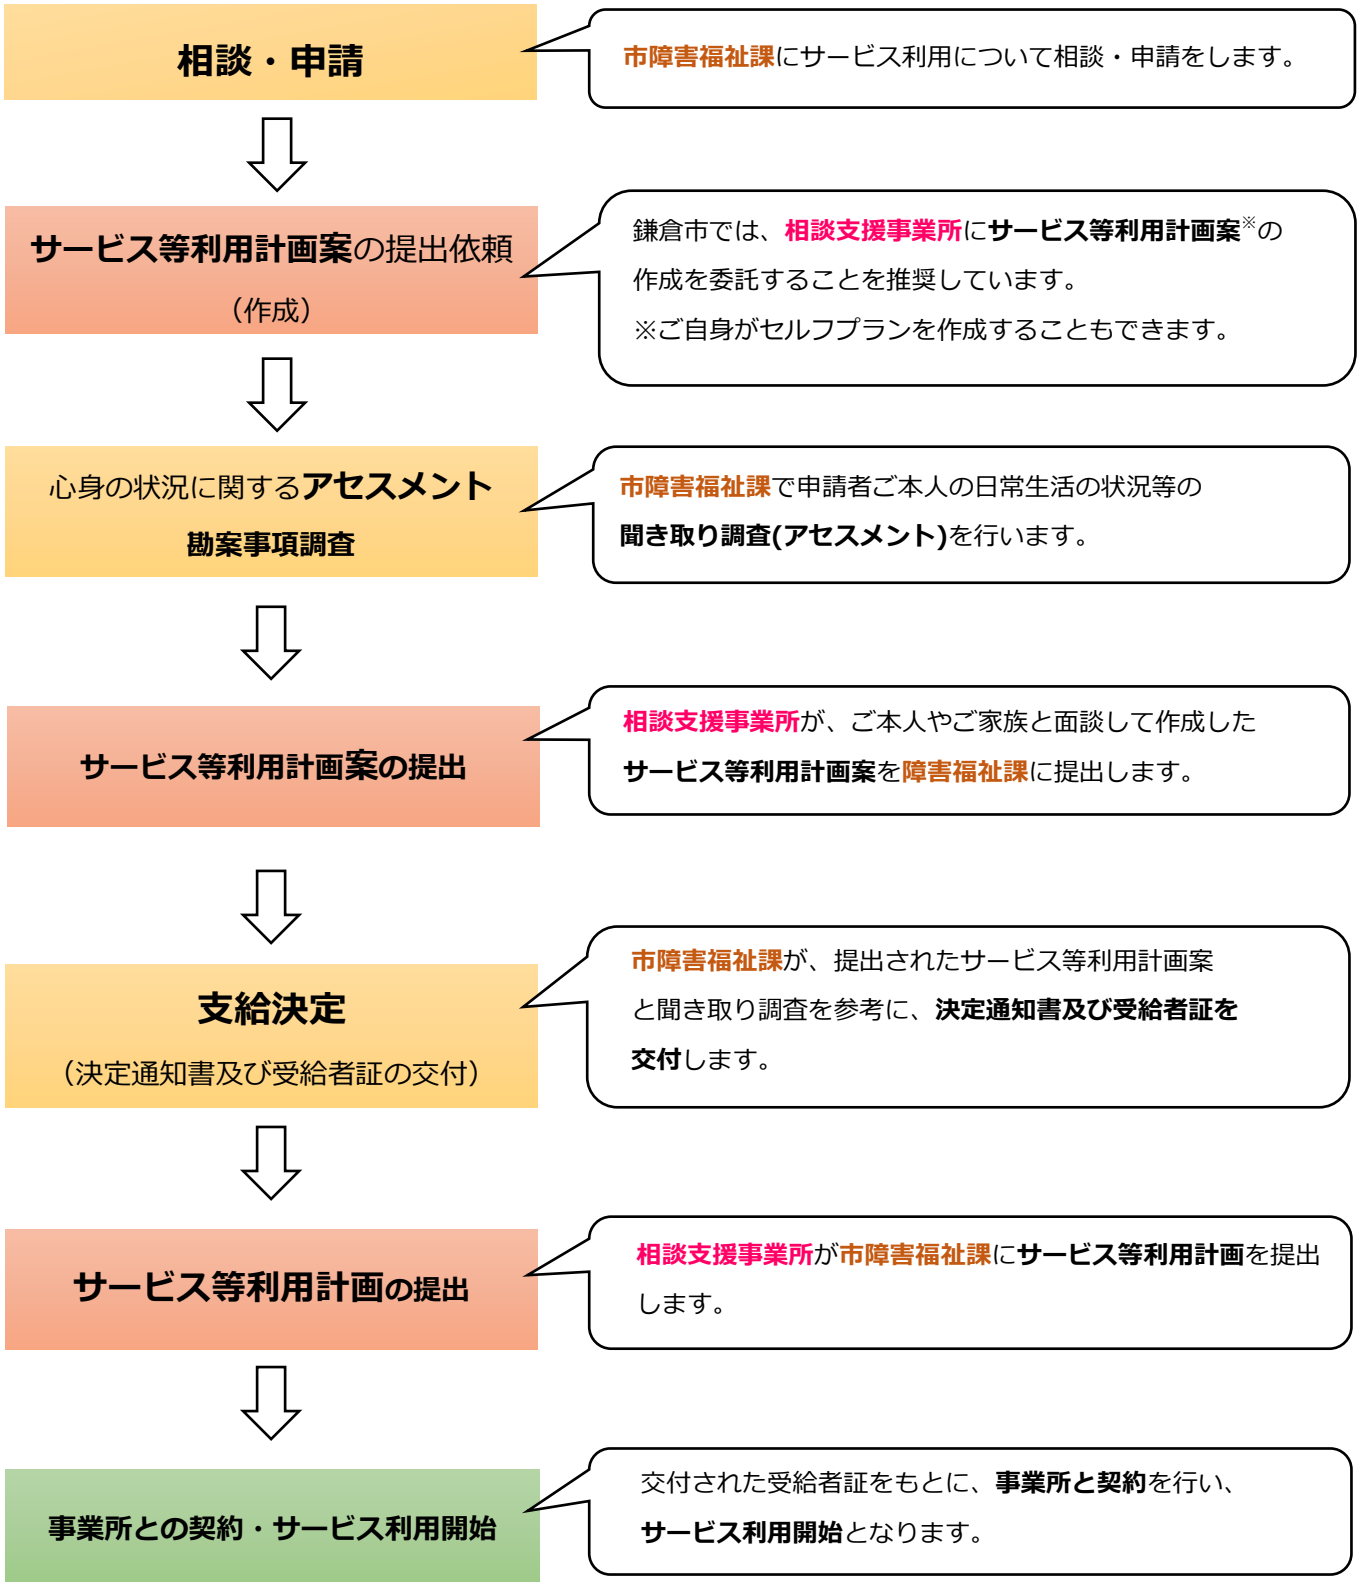 相談・申請
市障害福祉課にサービス利用について相談・申請をします。
サービス等利用計画案の提出依頼
（作成）
鎌倉市では、相談支援事業所にサービス等利用計画案※の
作成を委託することを推奨しています。
※ご自身がセルフプランを作成することもできます。
心身の状況に関するアセスメント
勘案事項調査
市障害福祉課で申請者ご本人の日常生活の状況等の
聞き取り調査(アセスメント)を行います。
サービス等利用計画案の提出
相談支援事業所が、ご本人やご家族と面談して作成した
サービス等利用計画案を障害福祉課に提出します。
支給決定
（決定通知書及び受給者証の交付）
市障害福祉課が、提出されたサービス等利用計画案
と聞き取り調査を参考に、決定通知書及び受給者証を
交付します。
サービス等利用計画の提出
相談支援事業所が市障害福祉課にサービス等利用計画を提出
します。
事業所との契約・サービス利用開始
交付された受給者証をもとに、事業所と契約を行い、
サービス利用開始となります。